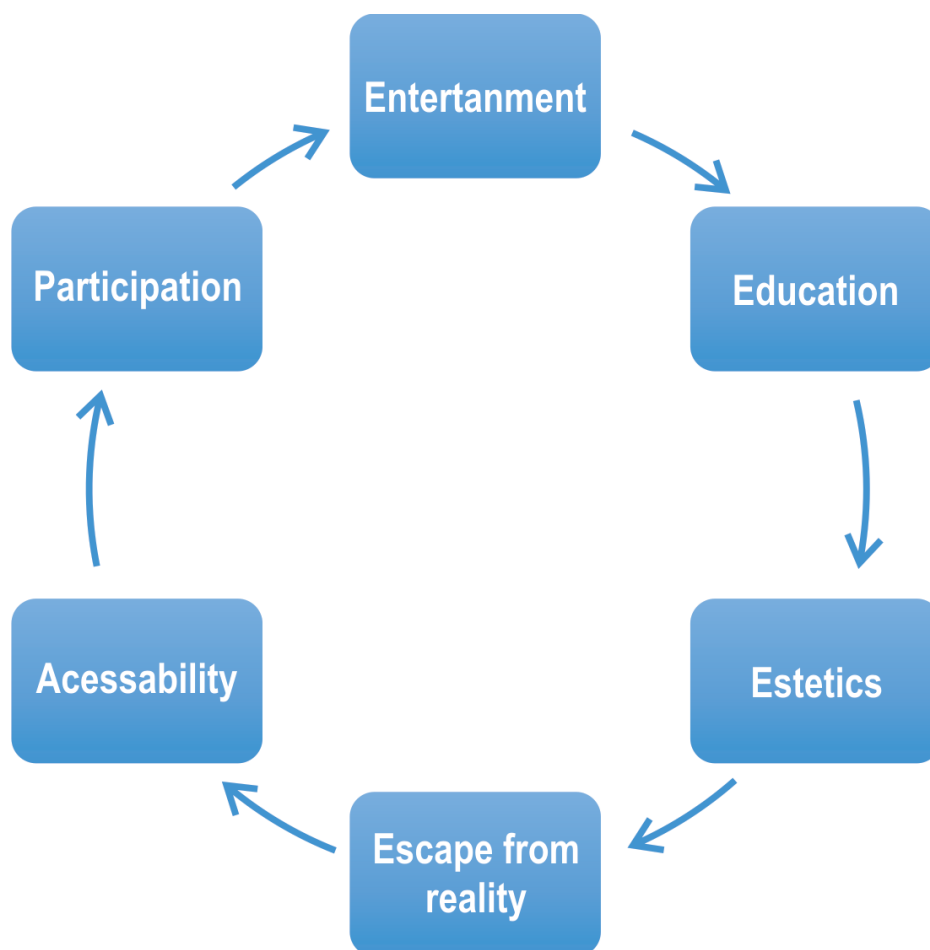 Entertanment
Education
Estetics
Escape from
reality
Acessability
Participation